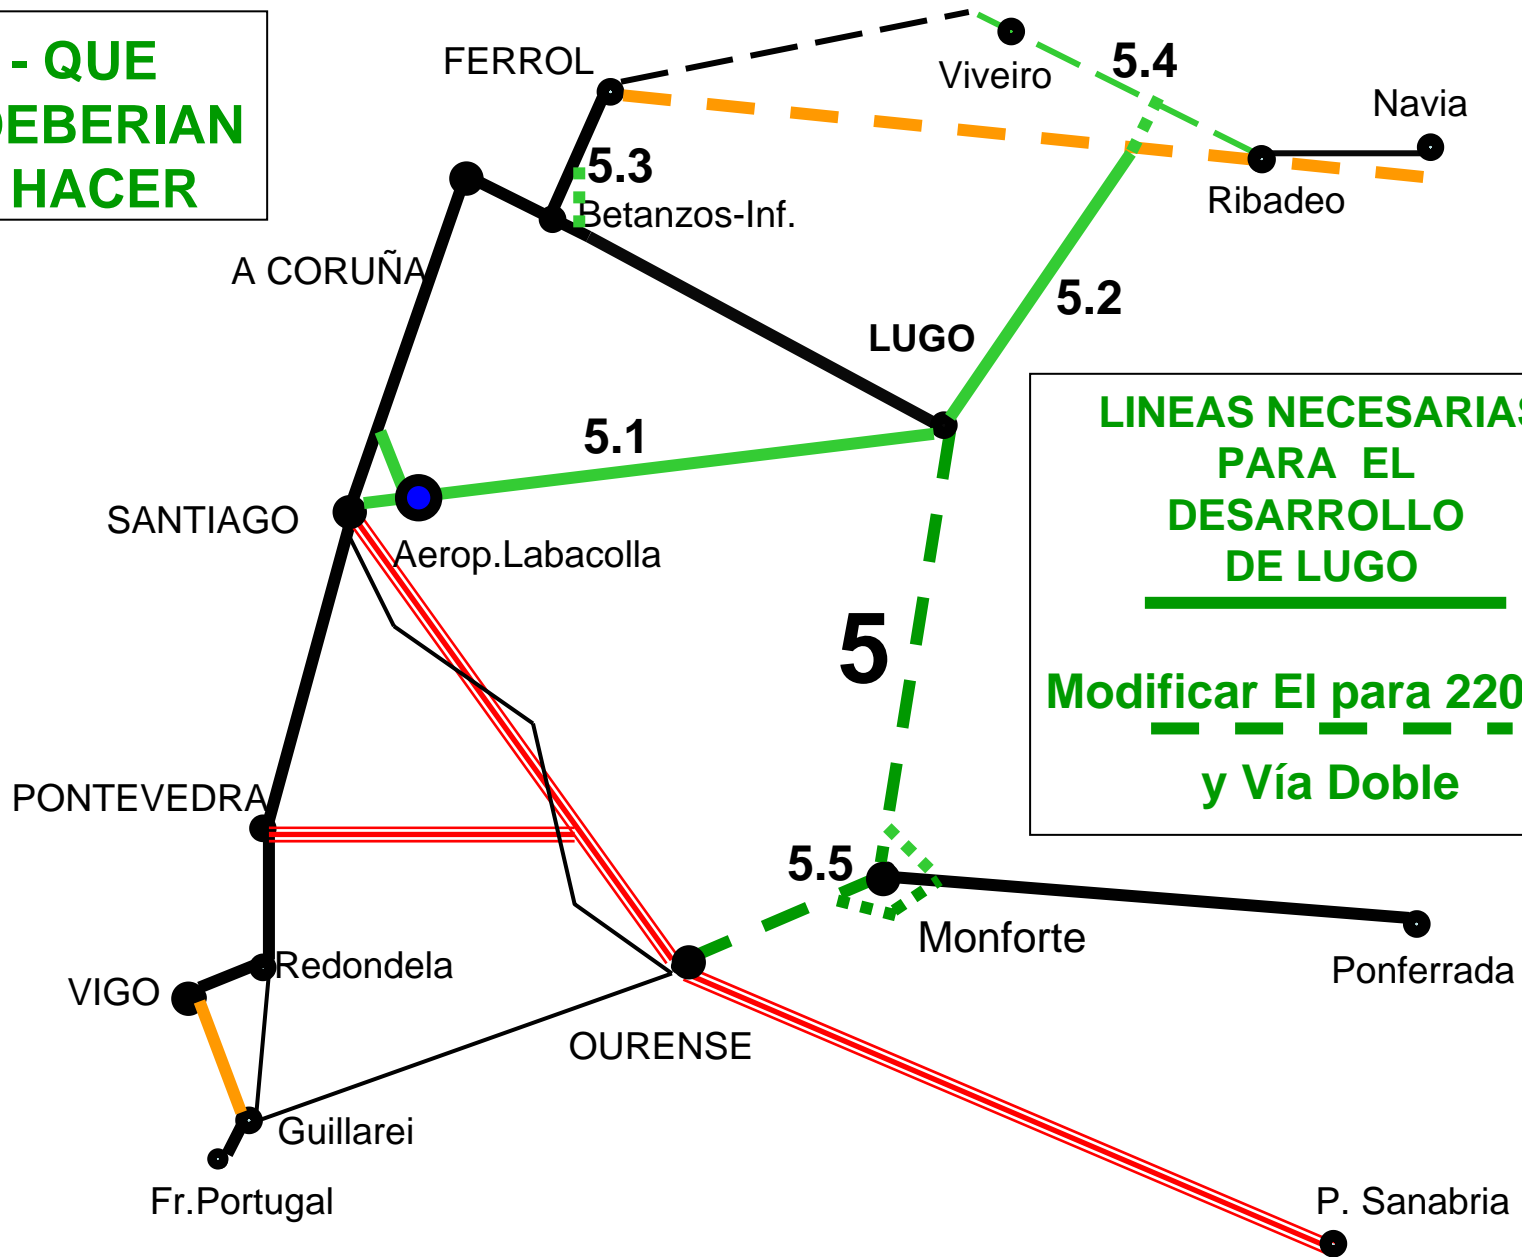 - QUE
DEBERIAN
HACER
FERROL
Viveiro
5.4
Navia
5.3
Betanzos-Inf.
Ribadeo
A CORUÑA
5.2
LUGO
LINEAS NECESARIAS
PARA EL
DESARROLLO
DE LUGO
5.1
SANTIAGO
Aerop.Labacolla
5
Modificar El para 220
y Vía Doble
PONTEVEDRA
5.5
Monforte
Ponferrada
Redondela
VIGO
OURENSE
Guillarei
Fr.Portugal
P. Sanabria